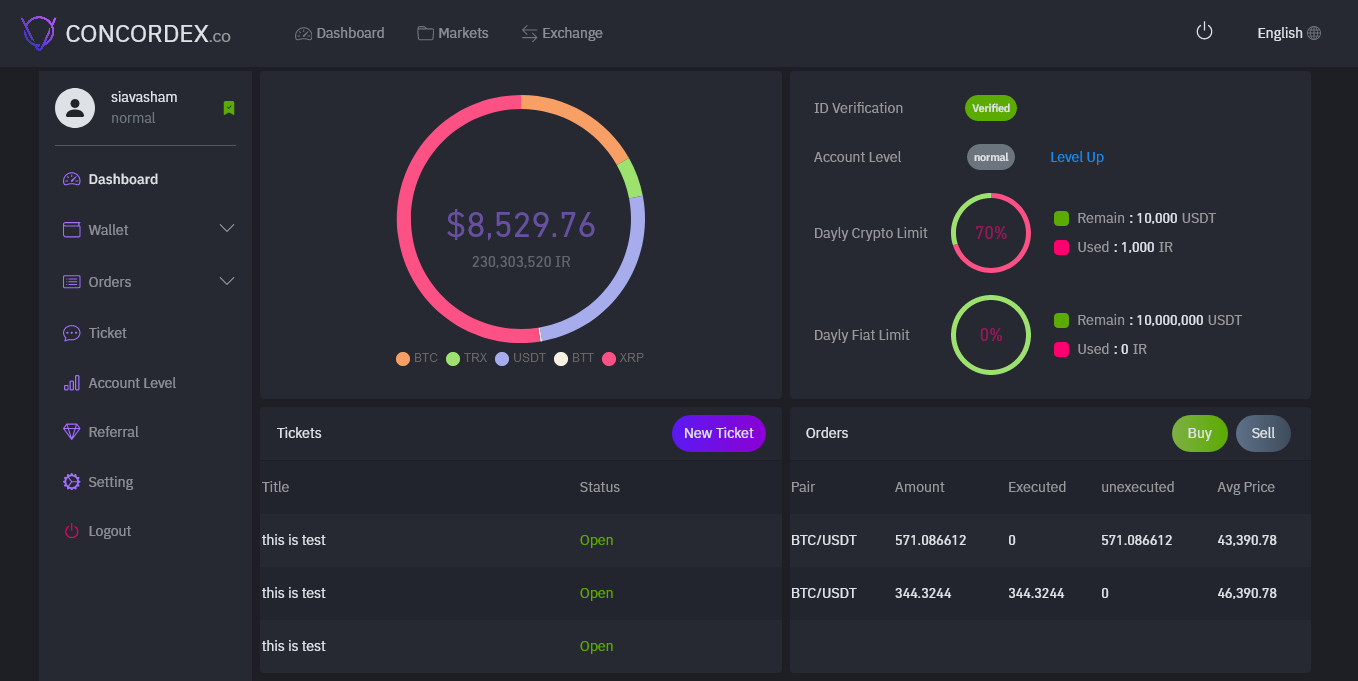 CONCORDEX.co
Dashboard Markets Exchange
English
siavasham
normal
Dashboard
Wallet
Orders
Ticket
Account Level
Referral
Setting
Logout
$8,529.76
230,303,520 IR
BTC TRX USDT BTT XRP
ID Verification Verified
Account Level normal Level Up
Dayly Crypto Limit 70%
Remain : 10,000 USDT
Used : 1,000 IR
Dayly Fiat Limit 0%
Remain : 10,000,000 USDT
Used : 0 IR
Tickets New Ticket
Title Status
this is test Open
this is test Open
this is test Open
Orders Buy Sell
Pair Amount Executed unexecuted Avg Price
BTC/USDT 571.086612 0 571.086612 43,390.78
BTC/USDT 344.3244 344.3244 0 46,390.78